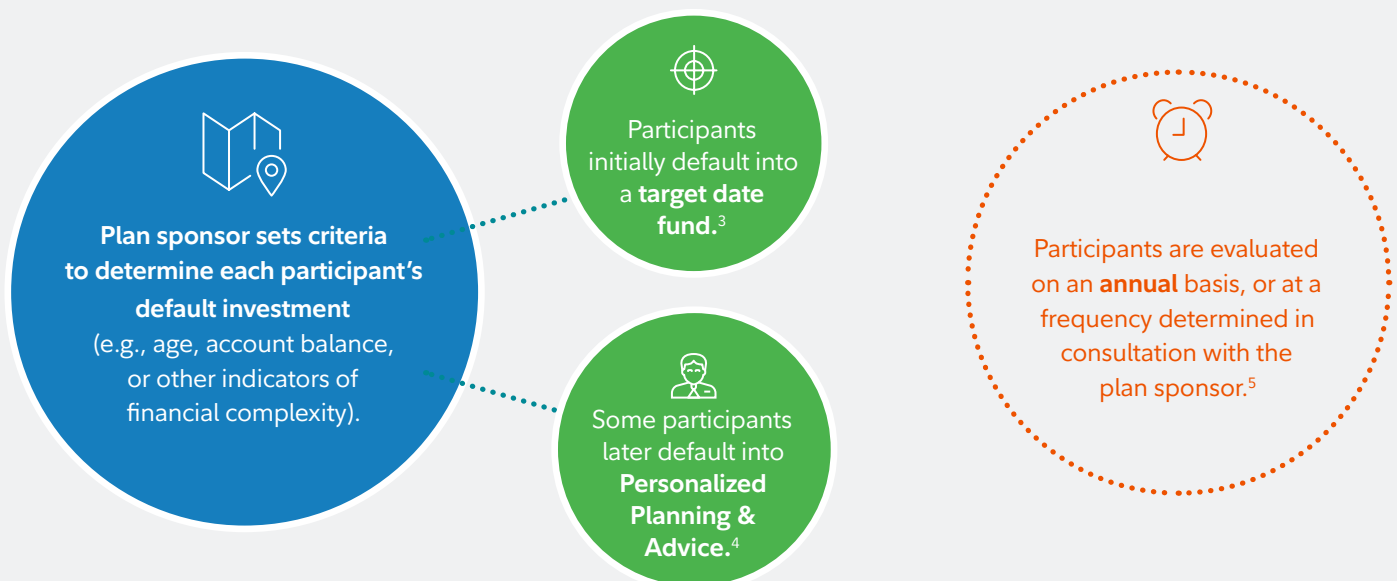 Plan sponsor sets criteria
to determine each participant’s
default investment
(e.g., age, account balance,
or other indicators of
financial complexity).
Participants
initially default into
a target date
fund.3
Some participants
later default into
Personalized
Planning &
Advice.4
Participants are evaluated
on an annual basis, or at a
frequency determined in
consultation with the
plan sponsor.5